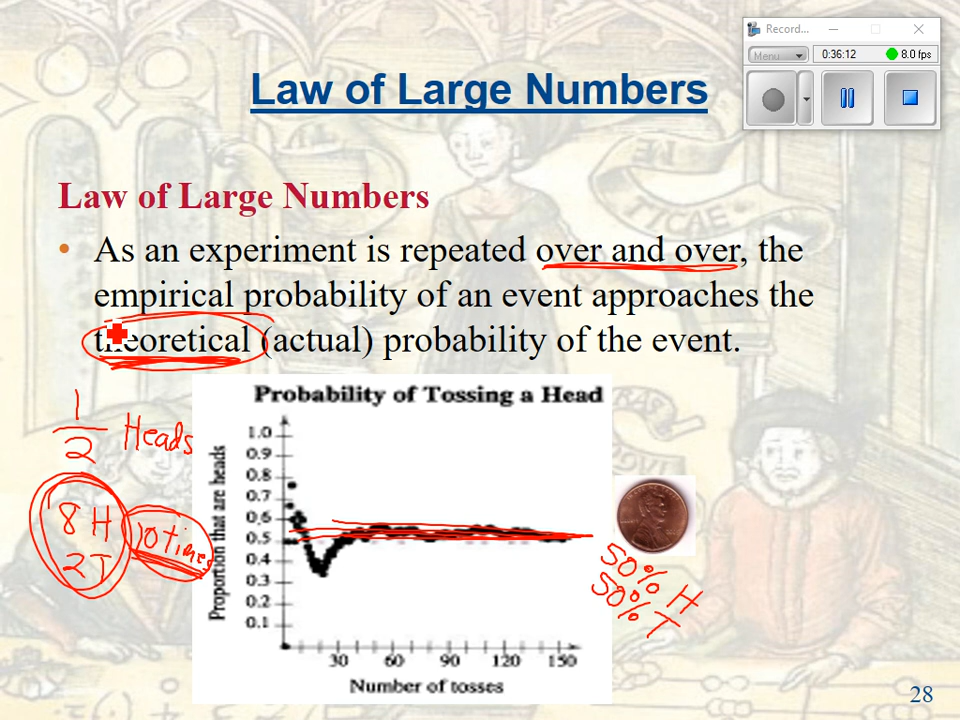 Record...
Menu
0:36:12
8.0 fps
Law of Large Numbers
Law of Large Numbers
• As an experiment is repeated over and over, the
empirical probability of an event approaches the
theoretical (actual) probability of the event.
1/2 Heads
8 H
2 T
10 times
Probability of Tossing a Head
Proportion that are heads
1.0
0.9
0.8
0.7
0.6
0.5
0.4
0.3
0.2
0.1
30 60 90 120 150
Number of tosses
50% H
50% T
28